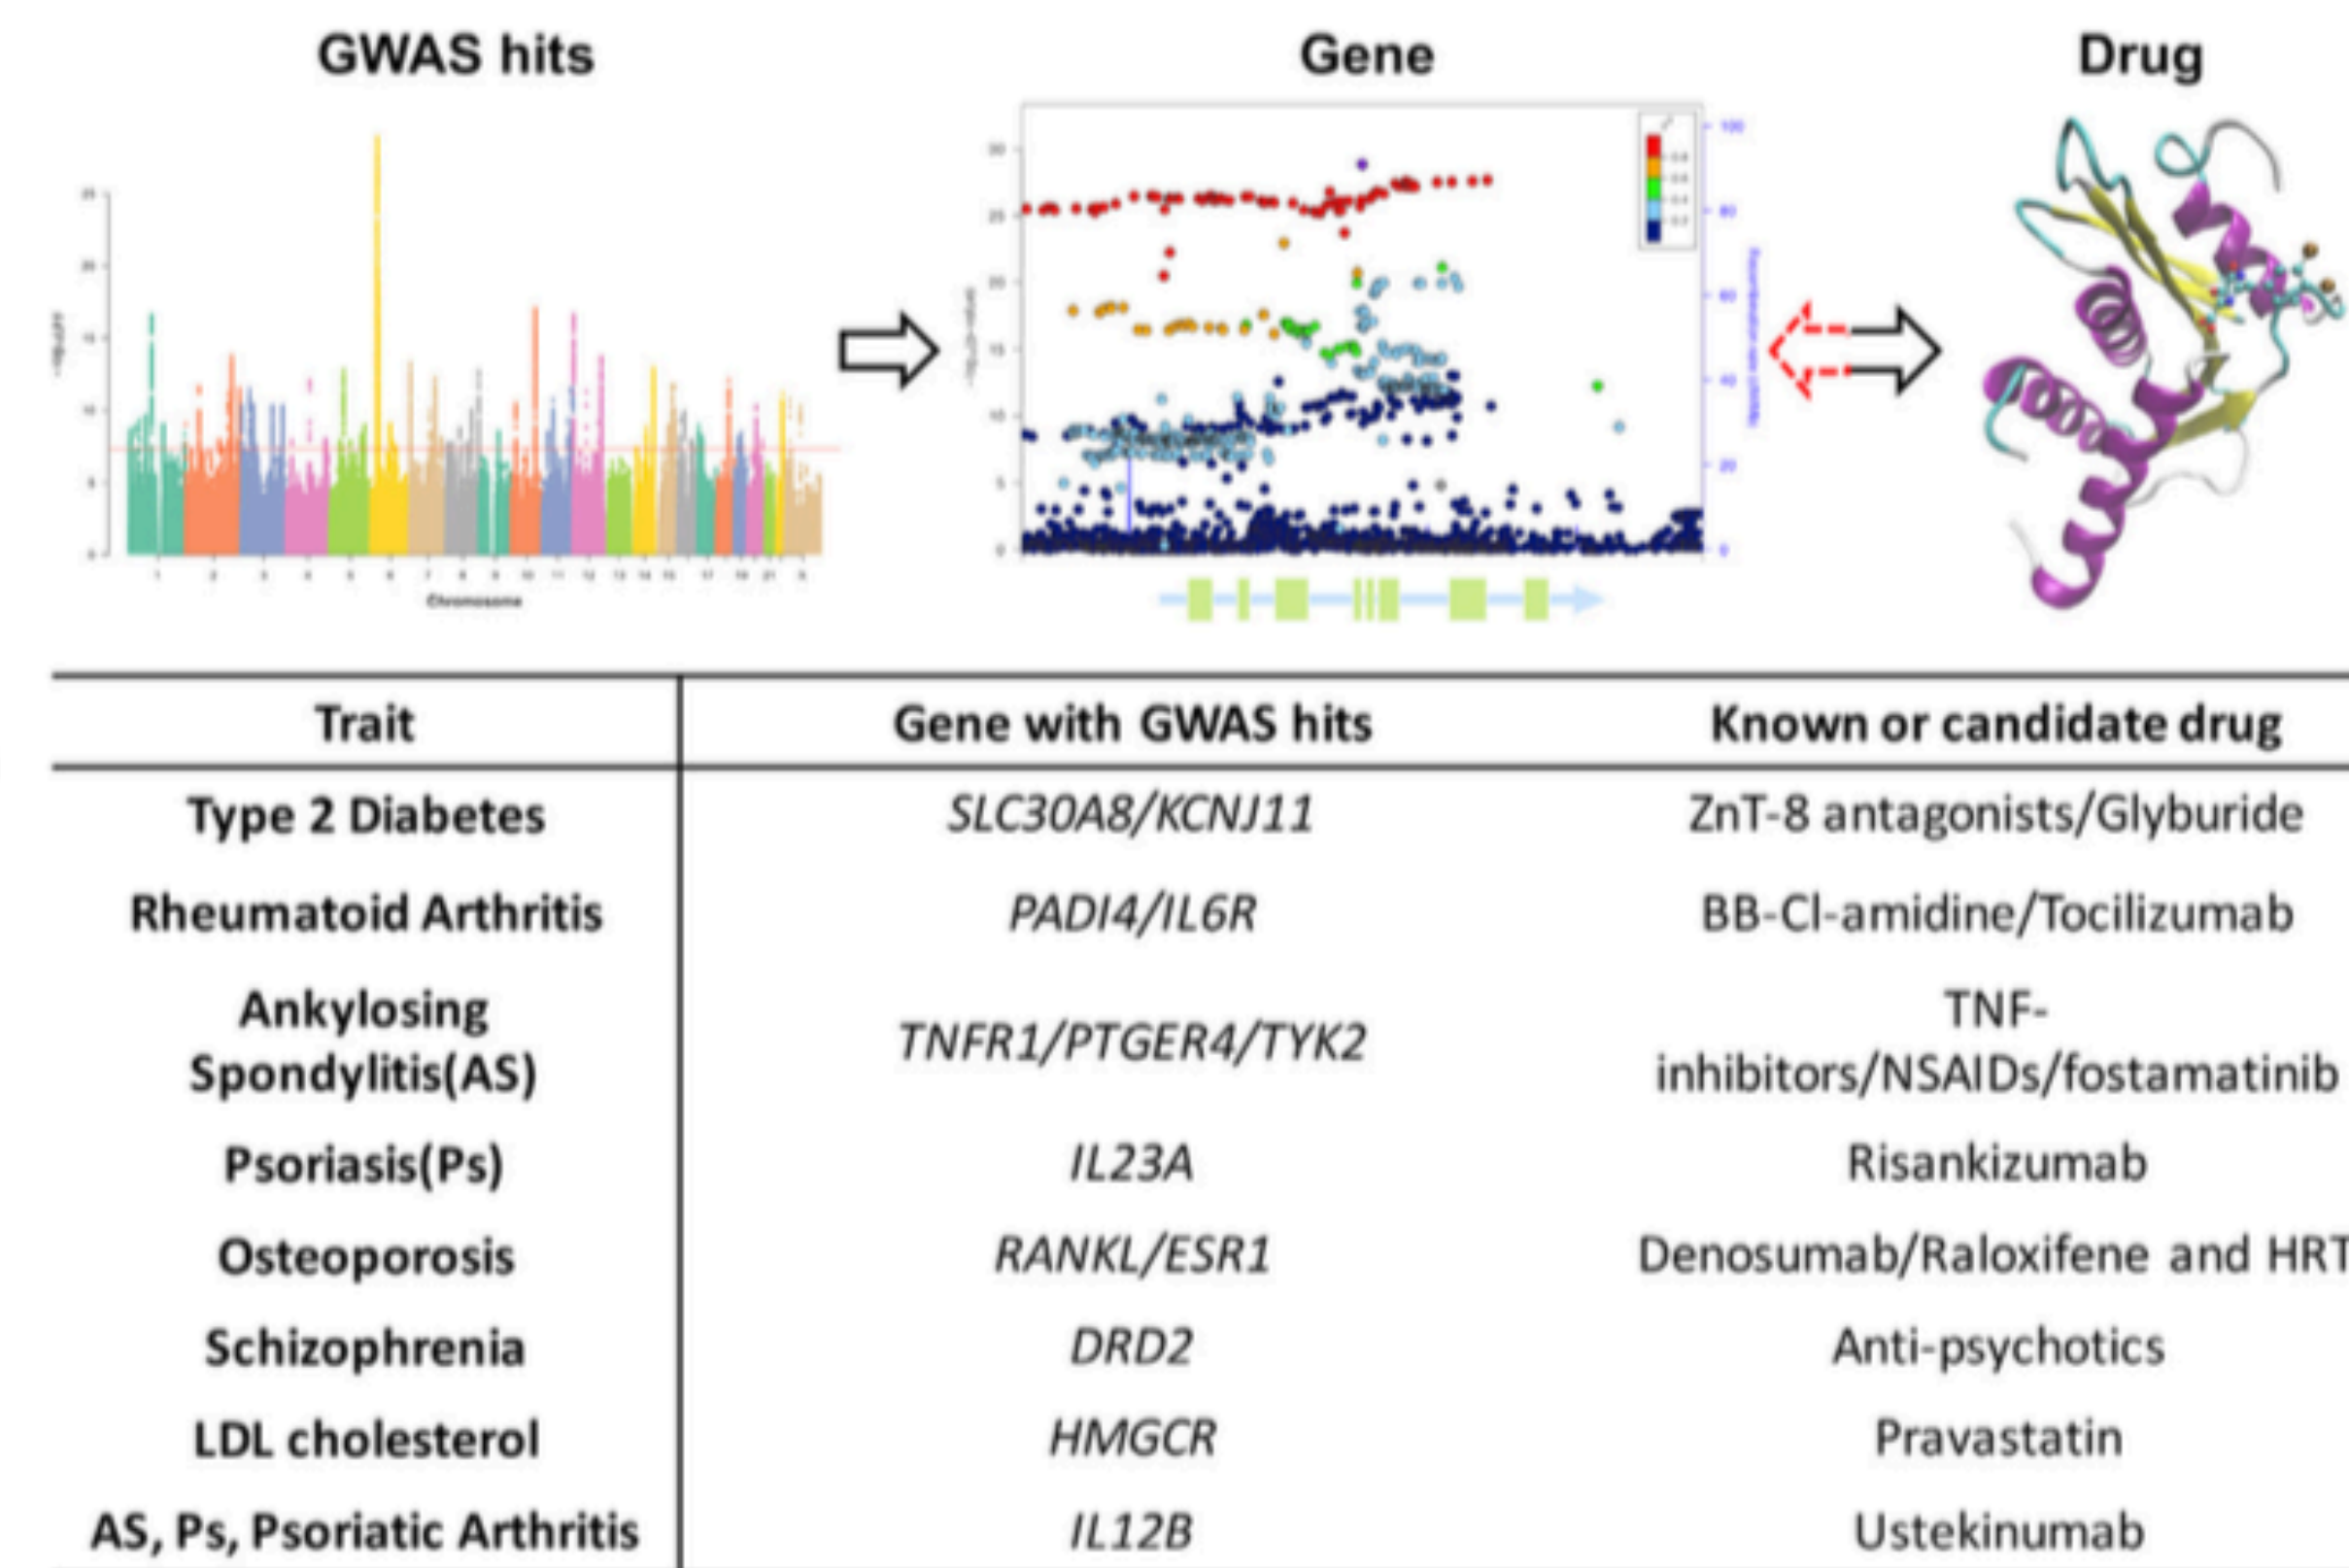 GWAS hits
Gene
Drug
Chromosome
Trait Gene with GWAS hits Known or candidate drug
Type 2 Diabetes SLC30A8/KCNJ11 ZnT-8 antagonists/Glyburide
Rheumatoid Arthritis PADI4/IL6R BB-Cl-amidine/Tocilizumab
Ankylosing
Spondylitis(AS)
TNFR1/PTGER4/TYK2
TNF-
inhibitors/NSAIDs/fostamatinib
Psoriasis(Ps) IL23A Risankizumab
Osteoporosis RANKL/ESR1 Denosumab/Raloxifene and HRT
Schizophrenia DRD2 Anti-psychotics
LDL cholesterol HMGCR Pravastatin
AS, Ps, Psoriatic Arthritis IL12B Ustekinumab